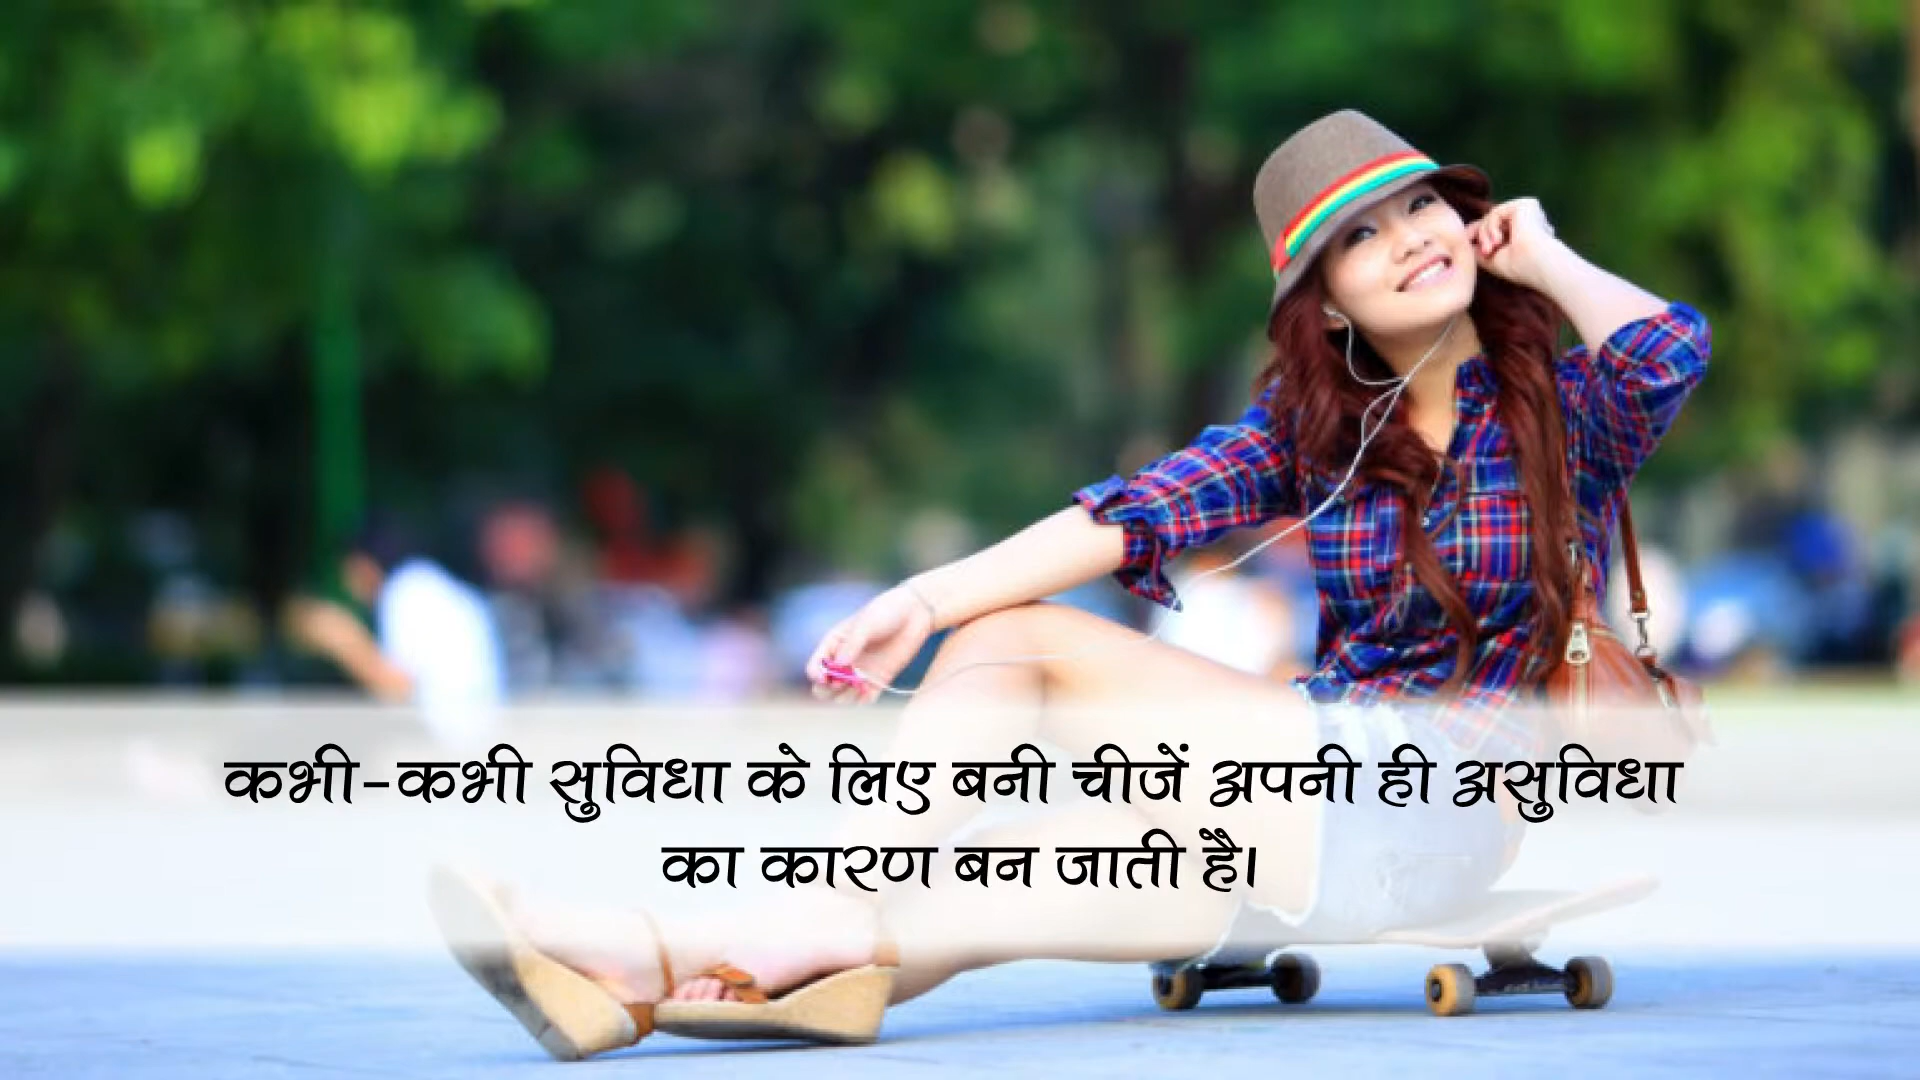 कभी-कभी सुविधा के लिए बनी चीजें अपनी ही असुविधा
का कारण बन जाती है।